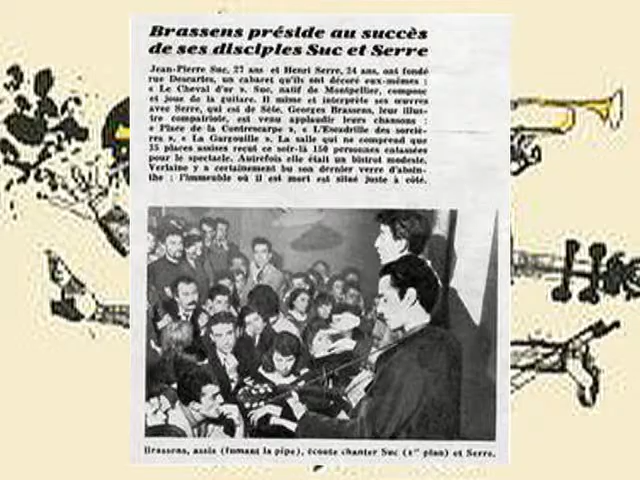 Brassens préside au succès
de ses disciples Suc et Serre
Jean-Pierre Suc, 27 ans et Henri Serre, 24 ans, ont fondé
rue Descartes, un cabaret qu'ils ont décoré eux-mêmes :
« Le Cheval d'or ». Suc, natif de Montpellier, compose
et joue de la guitare. Il mime et interprète ses œuvres
avec Serre, qui est de Sète. Georges Brassens, leur illus-
tre compatriote, est venu applaudir leurs chansons :
« Place de la Contrescarpe », « L'Escadrille des sorciè-
res », « La Gargouille ». La salle qui ne comprend que
35 places assises reçut ce soir-là 150 personnes entassées
pour le spectacle. Autrefois elle était un bistrot modeste.
Verlaine y a certainement bu son dernier verre d'absin-
the : l'immeuble où il est mort est situé juste à côté.
Brassens, assis (fumant la pipe), écoute chanter Suc (1er plan) et Serre.